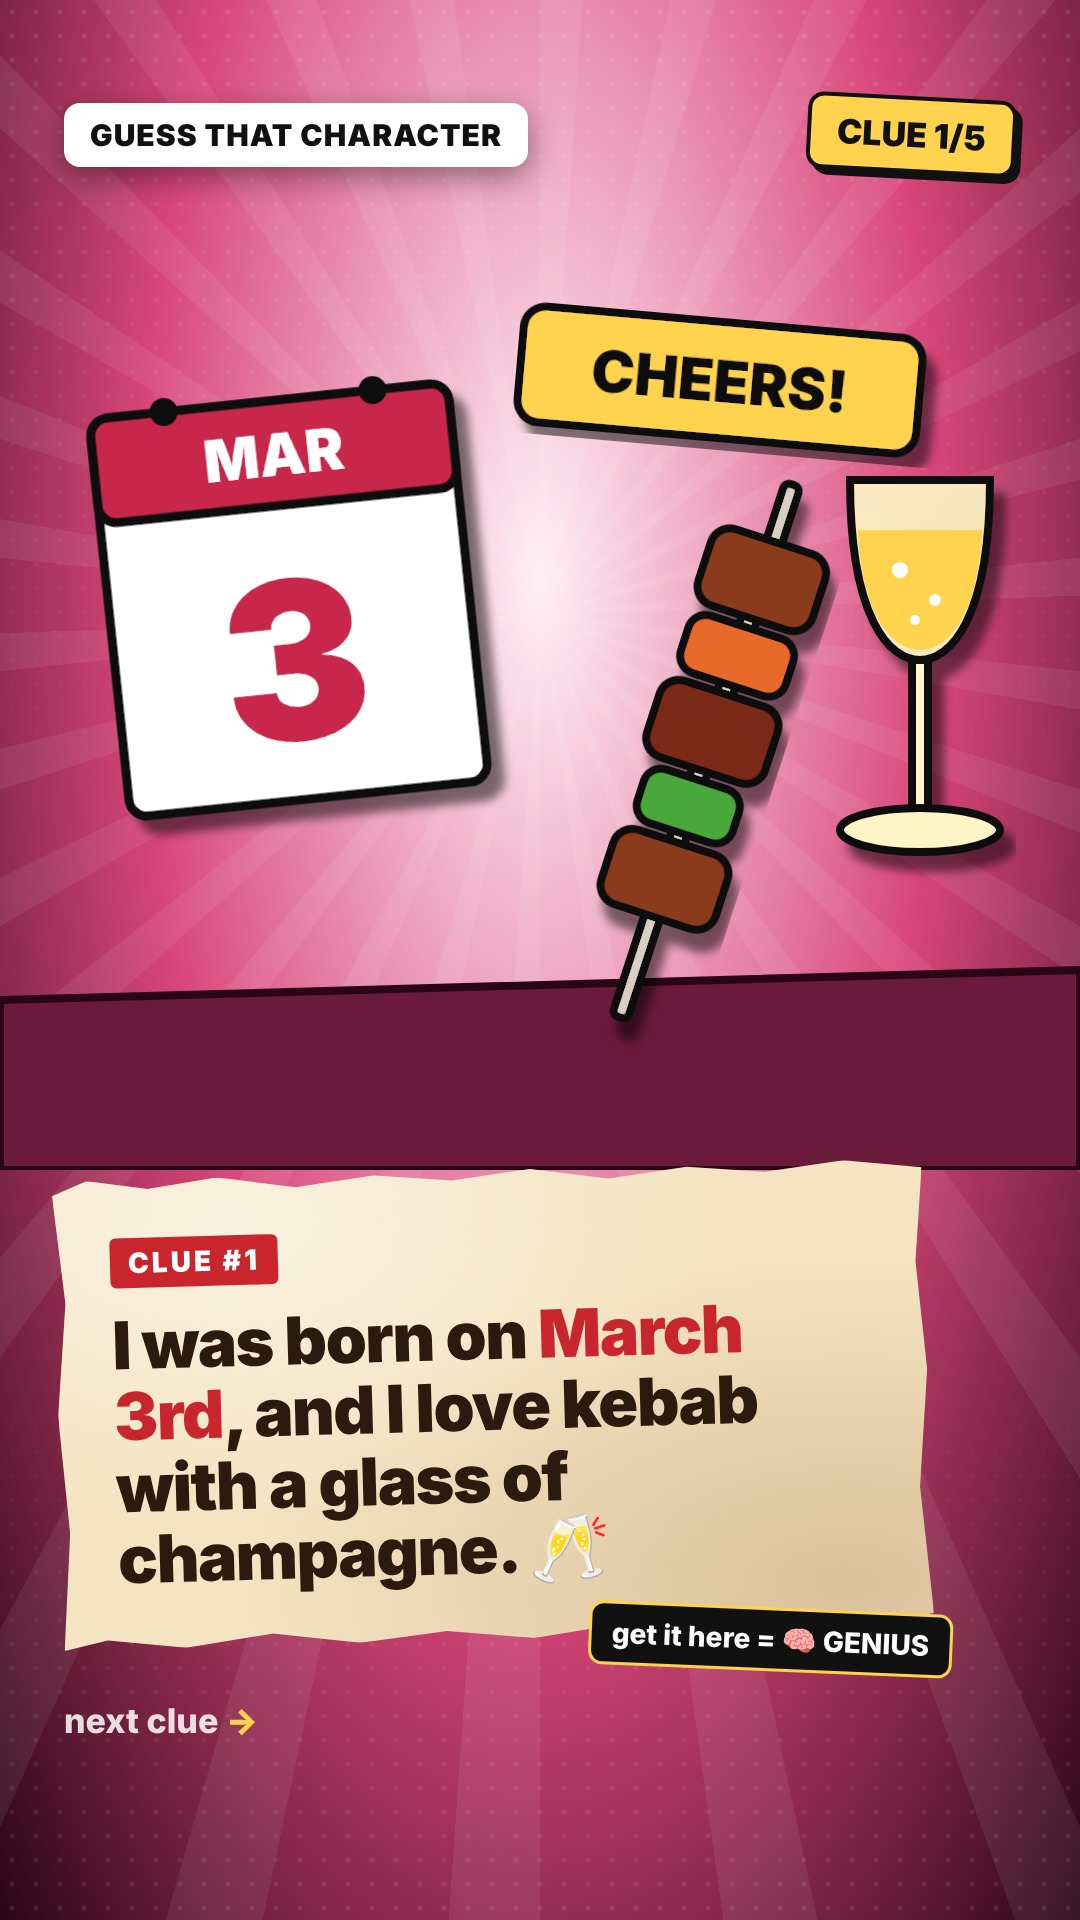 GUESS THAT CHARACTER
CLUE 1/5
CHEERS!
MAR
3
CLUE #1
I was born on March
3rd, and I love kebab
with a glass of
champagne. 🥂
get it here = 🧠 GENIUS
next clue →